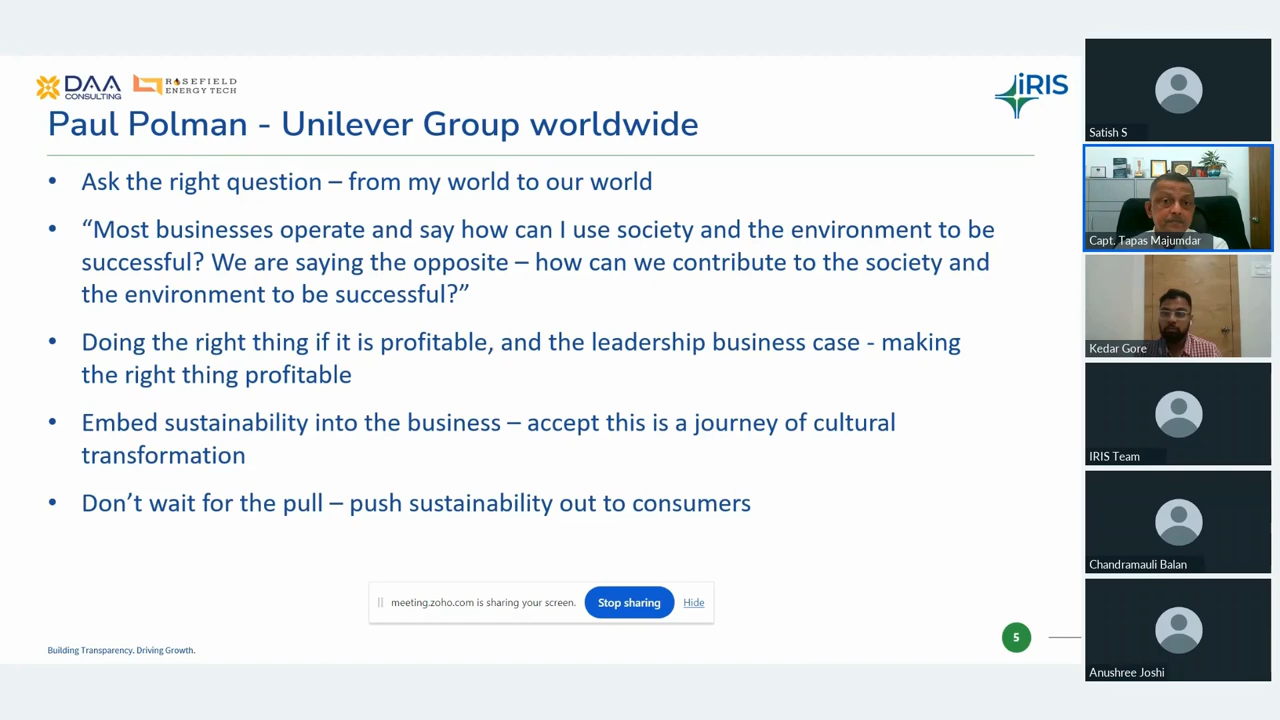 DAA
CONSULTING
ROSEFIELD
ENERGY TECH
iRIS
Paul Polman - Unilever Group worldwide
• Ask the right question – from my world to our world
• “Most businesses operate and say how can I use society and the environment to be
successful? We are saying the opposite – how can we contribute to the society and
the environment to be successful?”
• Doing the right thing if it is profitable, and the leadership business case - making
the right thing profitable
• Embed sustainability into the business – accept this is a journey of cultural
transformation
• Don’t wait for the pull – push sustainability out to consumers
meeting.zoho.com is sharing your screen. Stop sharing Hide
Building Transparency. Driving Growth.
5
Satish S
Capt. Tapas Majumdar
Kedar Gore
IRIS Team
Chandramauli Balan
Anushree Joshi